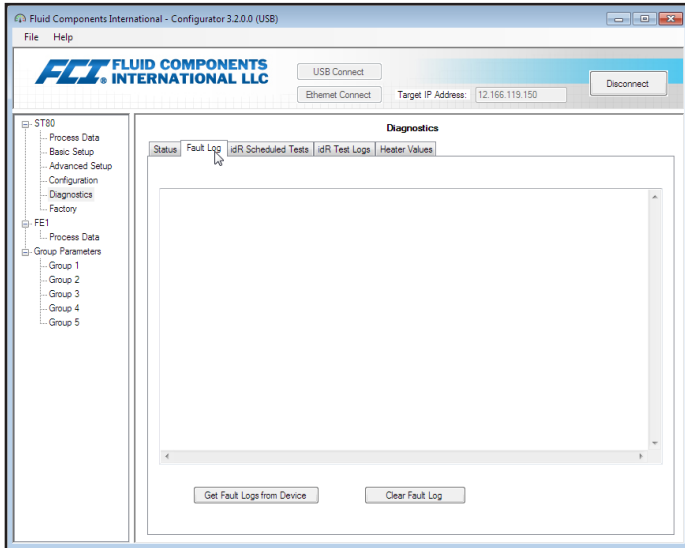 Fluid Components International - Configurator 3.2.0.0 (USB)
File Help
FCI® FLUID COMPONENTS
INTERNATIONAL LLC
USB Connect
Ethernet Connect
Target IP Address: 12.166.119.150
Disconnect
ST80
Process Data
Basic Setup
Advanced Setup
Configuration
Diagnostics
Factory
FE1
Process Data
Group Parameters
Group 1
Group 2
Group 3
Group 4
Group 5
Diagnostics
Status Fault Log idR Scheduled Tests idR Test Logs Heater Values
Get Fault Logs from Device Clear Fault Log